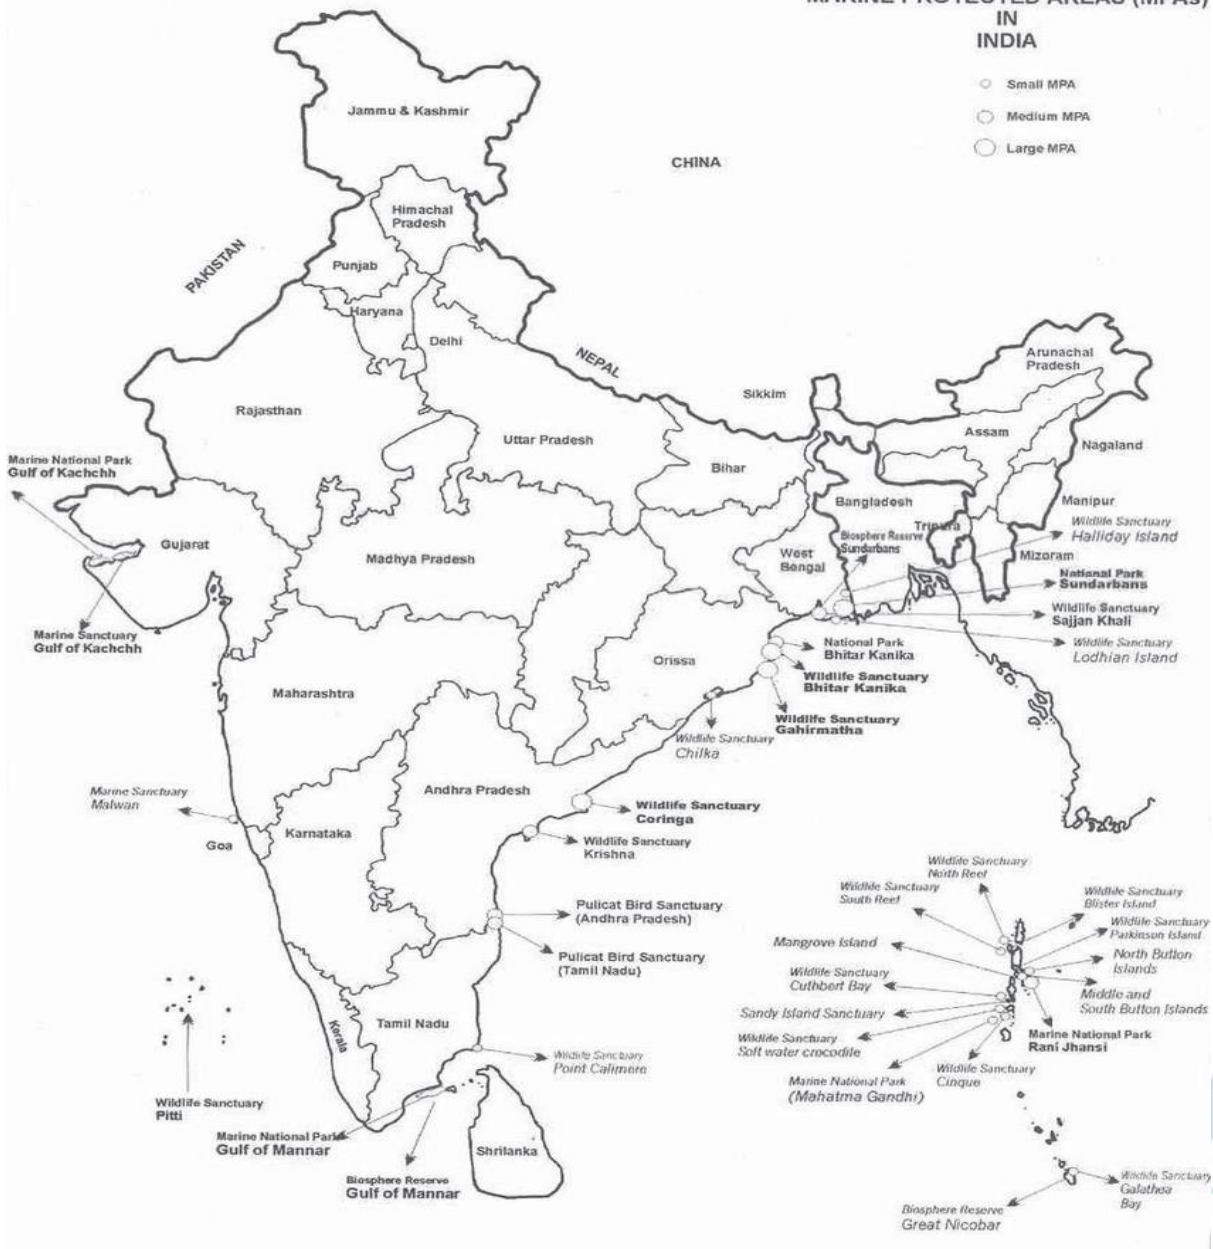 MARINE PROTECTED AREAS (MPAs)
IN
INDIA
Small MPA
Medium MPA
Large MPA
Jammu & Kashmir
CHINA
Himachal
Pradesh
PAKISTAN
Punjab
Haryana
Delhi
NEPAL
Arunachal
Pradesh
Sikkim
Rajasthan
Uttar Pradesh
Assam
Nagaland
Marine National Park
Gulf of Kachchh
Bihar
Bangladesh
Manipur
Tripura
Wildlife Sanctuary
Halliday Island
Biosphere Reserve
Sundarbans
Gujarat
Madhya Pradesh
West
Bengal
Mizoram
National Park
Sundarbans
Wildlife Sanctuary
Sajjan Khali
Marine Sanctuary
Gulf of Kachchh
National Park
Bhitar Kanika
Wildlife Sanctuary
Lodhian Island
Orissa
Maharashtra
Wildlife Sanctuary
Bhitar Kanika
Wildlife Sanctuary
Gahirmatha
Wildlife Sanctuary
Chilka
Marine Sanctuary
Malwan
Andhra Pradesh
Wildlife Sanctuary
Coringa
Goa
Karnataka
Wildlife Sanctuary
Krishna
Wildlife Sanctuary
North Reef
Wildlife Sanctuary
South Reef
Wildlife Sanctuary
Blister Island
Pulicat Bird Sanctuary
(Andhra Pradesh)
Wildlife Sanctuary
Parkinson Island
Mangrove Island
North Button
Islands
Pulicat Bird Sanctuary
(Tamil Nadu)
Wildlife Sanctuary
Cuthbert Bay
Middle and
South Button Islands
Sandy Island Sanctuary
Kerala
Tamil Nadu
Marine National Park
Rani Jhansi
Wildlife Sanctuary
Solt water crocodile
Wildlife Sanctuary
Point Calimere
Wildlife Sanctuary
Cinque
Marine National Park
(Mahatma Gandhi)
Wildlife Sanctuary
Pitti
Marine National Park
Gulf of Mannar
Shrilanka
Biosphere Reserve
Gulf of Mannar
Wildlife Sanctuary
Galathea
Bay
Biosphere Reserve
Great Nicobar